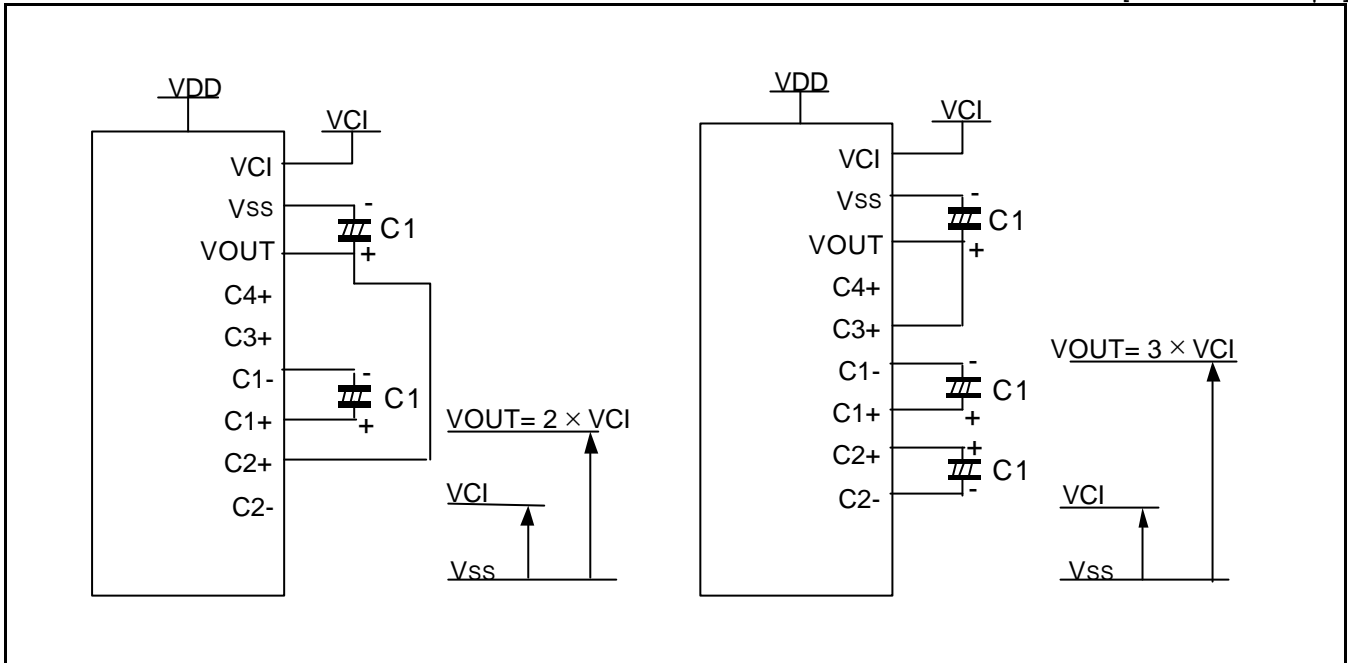 VDD
VCI
VCI
VSS
-
C1
VOUT
+
C4+
C3+
C1-
-
C1
C1+
+
C2+
C2-
VOUT= 2 × VCI
VCI
VSS
VDD
VCI
VCI
VSS
-
C1
VOUT
+
C4+
C3+
C1-
-
C1
C1+
+
C2+
+
C1
C2-
-
VOUT= 3 × VCI
VCI
VSS